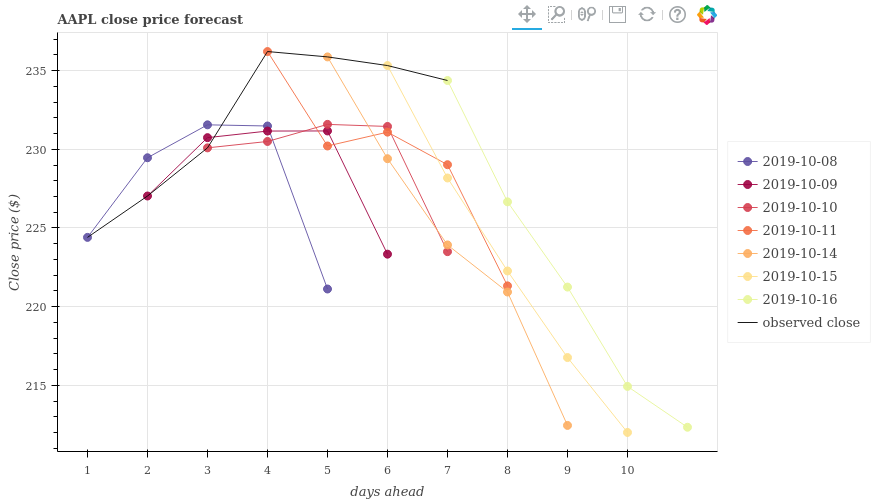 AAPL close price forecast
235
230
225
220
215
Close price ($)
1 2 3 4 5 6 7 8 9 10
days ahead
2019-10-08
2019-10-09
2019-10-10
2019-10-11
2019-10-14
2019-10-15
2019-10-16
observed close